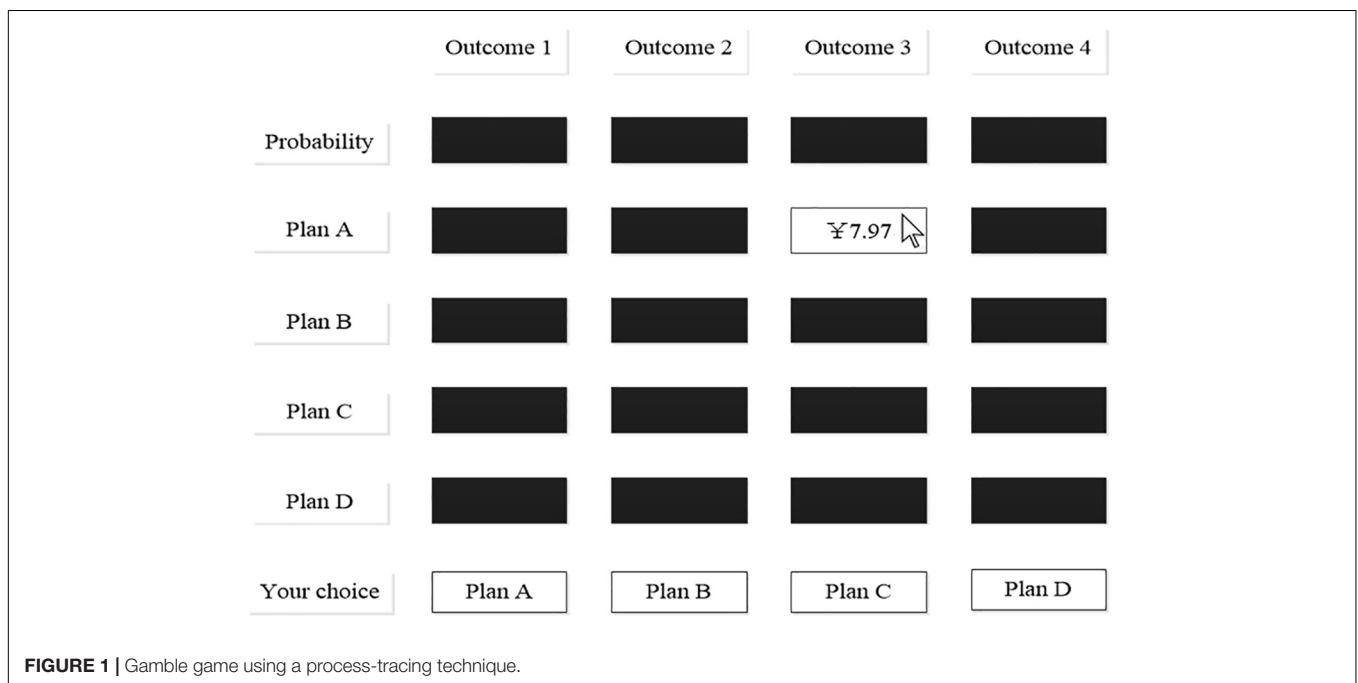 Outcome 1 Outcome 2 Outcome 3 Outcome 4
Probability
Plan A ¥7.97
Plan B
Plan C
Plan D
Your choice Plan A Plan B Plan C Plan D
FIGURE 1 | Gamble game using a process-tracing technique.